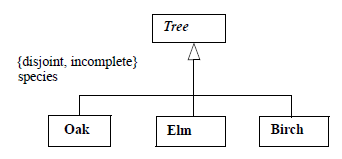 Tree
{disjoint, incomplete}
species
Oak
Elm
Birch